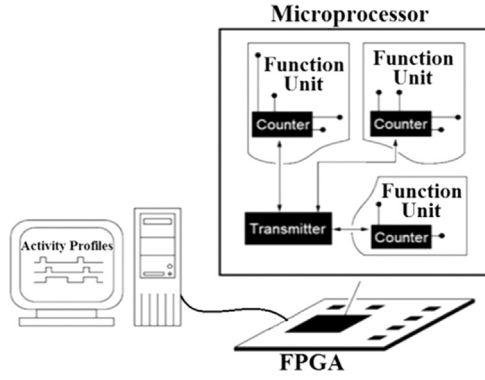 Microprocessor
Function
Unit
Counter
Function
Unit
Counter
Function
Unit
Counter
Transmitter
Activity Profiles
FPGA